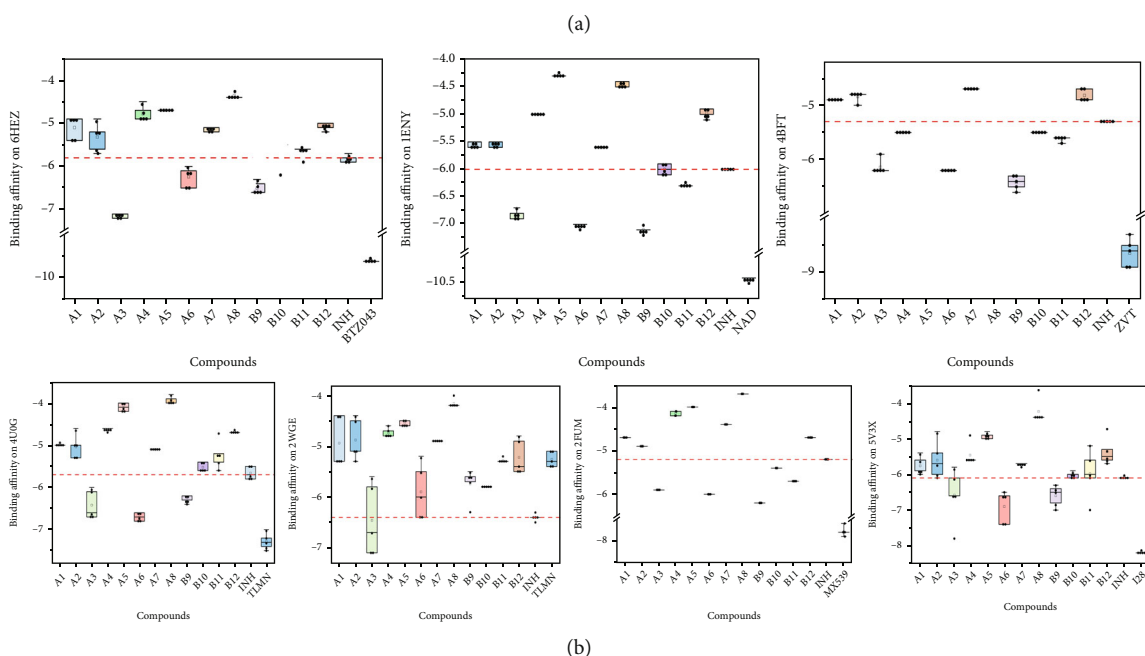 (a)
Binding affinity on 6HEZ
−4
−5
−6
−7
−10
A1 A2 A3 A4 A5 A6 A7 A8 B9 B10 B11 B12 INH BTZ043
Compounds
Binding affinity on 1ENY
−4.0
−4.5
−5.0
−5.5
−6.0
−6.5
−7.0
−10.5
A1 A2 A3 A4 A5 A6 A7 A8 B9 B10 B11 B12 INH NAD
Compounds
Binding affinity on 4BFT
−5
−6
−9
A1 A2 A3 A4 A5 A6 A7 A8 B9 B10 B11 B12 INH ZVT
Compounds
Binding affinity on 4U0G
−4
−5
−6
−7
A1 A2 A3 A4 A5 A6 A7 A8 B9 B10 B11 B12 INH TLMN
Compounds
Binding affinity on 2WGE
−4
−5
−6
−7
A1 A2 A3 A4 A5 A6 A7 A8 B9 B10 B11 B12 INH TLMN
Compounds
Binding affinity on 2FUM
−4
−5
−6
−8
A1 A2 A3 A4 A5 A6 A7 A8 B9 B10 B11 B12 INH MX539
Compounds
Binding affinity on 5V3X
−4
−5
−6
−7
−8
A1 A2 A3 A4 A5 A6 A7 A8 B9 B10 B11 B12 INH I28
Compounds
(b)